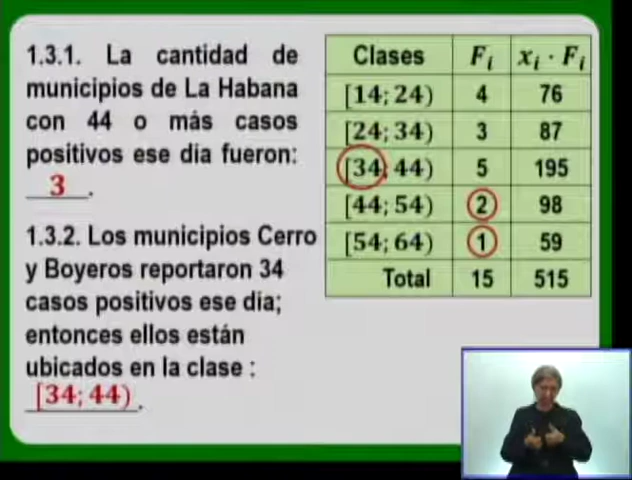 1.3.1. La cantidad de
municipios de La Habana
con 44 o más casos
positivos ese día fueron:
3.
1.3.2. Los municipios Cerro
y Boyeros reportaron 34
casos positivos ese día;
entonces ellos están
ubicados en la clase :
[34; 44).
Clases F_i x_i · F_i
[14; 24) 4 76
[24; 34) 3 87
[34; 44) 5 195
[44; 54) 2 98
[54; 64) 1 59
Total 15 515